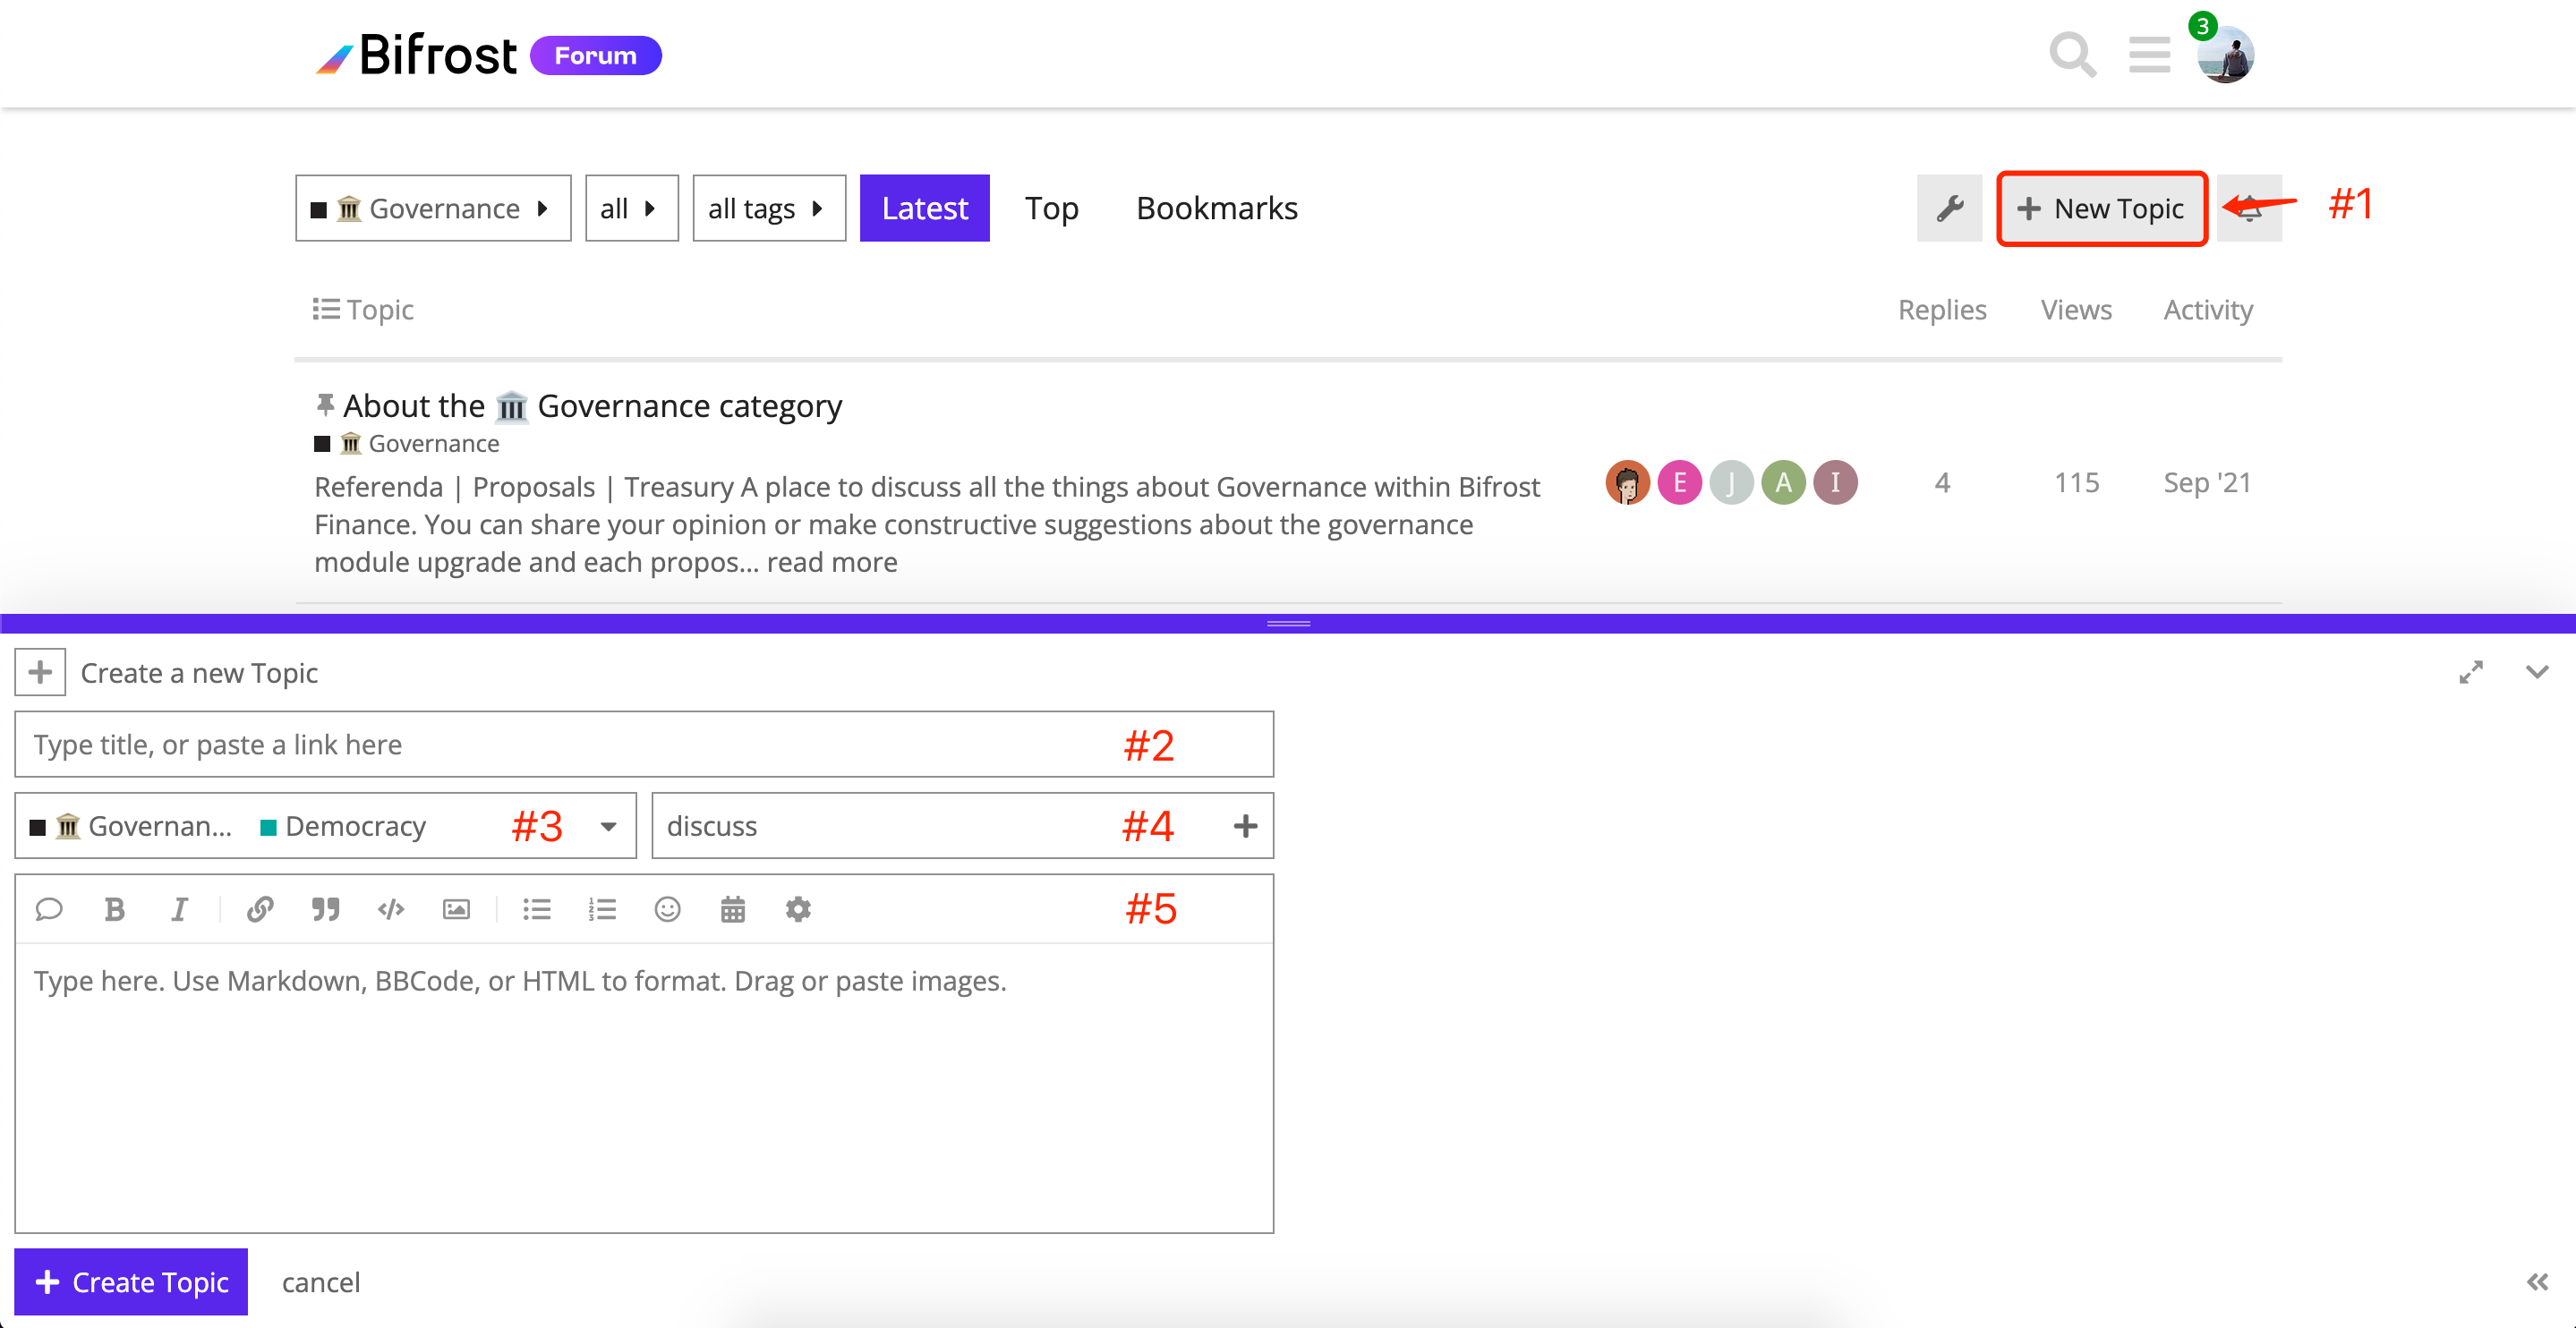 Bifrost Forum
3
Governance
all
all tags
Latest
Top
Bookmarks
New Topic
#1
Topic
Replies
Views
Activity
About the Governance category
Governance
Referenda | Proposals | Treasury A place to discuss all the things about Governance within Bifrost
Finance. You can share your opinion or make constructive suggestions about the governance
module upgrade and each propos... read more
E
J
A
I
4
115
Sep '21
Create a new Topic
Type title, or paste a link here
#2
Governan...
Democracy
#3
discuss
#4
B
I
#5
Type here. Use Markdown, BBCode, or HTML to format. Drag or paste images.
Create Topic
cancel